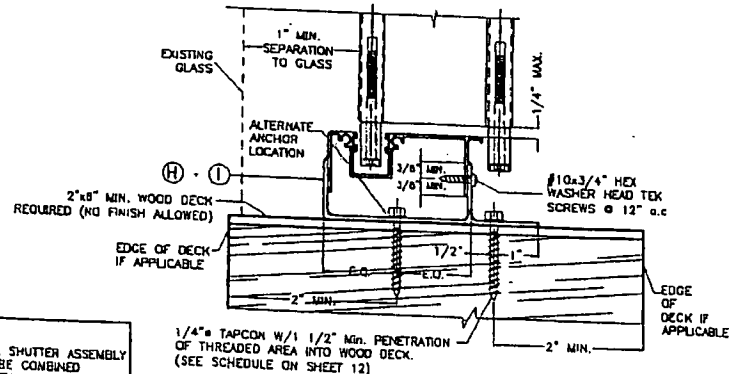 1" MIN.
SEPARATION
TO GLASS
EXISTING
GLASS
1/4" MAX.
ALTERNATE
ANCHOR
LOCATION
H - I
3/8" MIN.
3/8" MIN.
#10x3/4" HEX
WASHER HEAD TEK
SCREWS @ 12" o.c
2"x8" MIN. WOOD DECK
REQUIRED (NO FINISH ALLOWED)
EDGE OF DECK
IF APPLICABLE
1/2"
1"
E.Q.
E.Q.
2" MIN.
EDGE
OF
DECK IF
APPLICABLE
2" MIN.
1/4"ø TAPCON W/1 1/2" Min. PENETRATION
OF THREADED AREA INTO WOOD DECK.
(SEE SCHEDULE ON SHEET 12)
SHUTTER ASSEMBLY
BE COMBINED